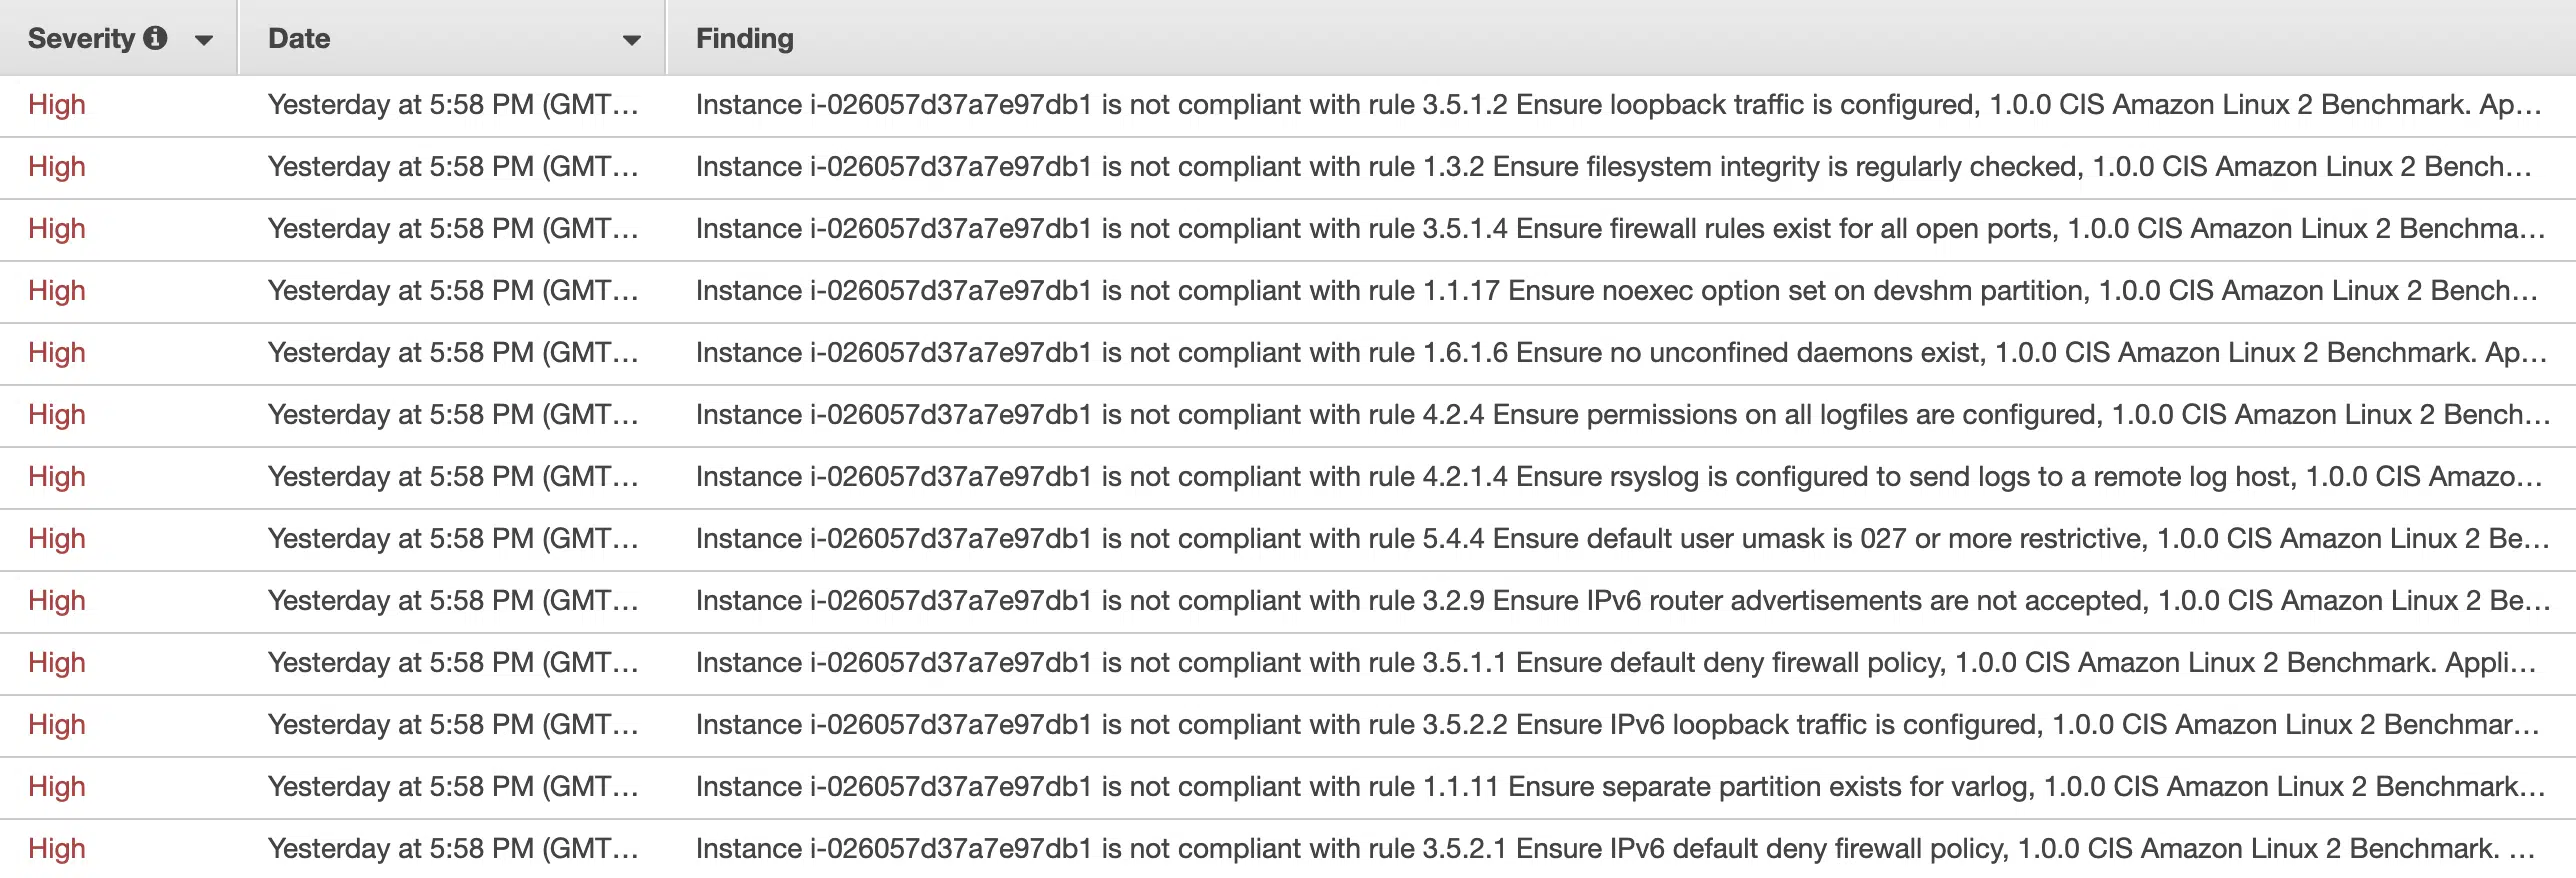 Severity Date Finding
High Yesterday at 5:58 PM (GMT… Instance i-026057d37a7e97db1 is not compliant with rule 3.5.1.2 Ensure loopback traffic is configured, 1.0.0 CIS Amazon Linux 2 Benchmark. Ap…
High Yesterday at 5:58 PM (GMT… Instance i-026057d37a7e97db1 is not compliant with rule 1.3.2 Ensure filesystem integrity is regularly checked, 1.0.0 CIS Amazon Linux 2 Bench…
High Yesterday at 5:58 PM (GMT… Instance i-026057d37a7e97db1 is not compliant with rule 3.5.1.4 Ensure firewall rules exist for all open ports, 1.0.0 CIS Amazon Linux 2 Benchma…
High Yesterday at 5:58 PM (GMT… Instance i-026057d37a7e97db1 is not compliant with rule 1.1.17 Ensure noexec option set on devshm partition, 1.0.0 CIS Amazon Linux 2 Bench…
High Yesterday at 5:58 PM (GMT… Instance i-026057d37a7e97db1 is not compliant with rule 1.6.1.6 Ensure no unconfined daemons exist, 1.0.0 CIS Amazon Linux 2 Benchmark. Ap…
High Yesterday at 5:58 PM (GMT… Instance i-026057d37a7e97db1 is not compliant with rule 4.2.4 Ensure permissions on all logfiles are configured, 1.0.0 CIS Amazon Linux 2 Bench…
High Yesterday at 5:58 PM (GMT… Instance i-026057d37a7e97db1 is not compliant with rule 4.2.1.4 Ensure rsyslog is configured to send logs to a remote log host, 1.0.0 CIS Amazo…
High Yesterday at 5:58 PM (GMT… Instance i-026057d37a7e97db1 is not compliant with rule 5.4.4 Ensure default user umask is 027 or more restrictive, 1.0.0 CIS Amazon Linux 2 Be…
High Yesterday at 5:58 PM (GMT… Instance i-026057d37a7e97db1 is not compliant with rule 3.2.9 Ensure IPv6 router advertisements are not accepted, 1.0.0 CIS Amazon Linux 2 Be…
High Yesterday at 5:58 PM (GMT… Instance i-026057d37a7e97db1 is not compliant with rule 3.5.1.1 Ensure default deny firewall policy, 1.0.0 CIS Amazon Linux 2 Benchmark. Appli…
High Yesterday at 5:58 PM (GMT… Instance i-026057d37a7e97db1 is not compliant with rule 3.5.2.2 Ensure IPv6 loopback traffic is configured, 1.0.0 CIS Amazon Linux 2 Benchmar…
High Yesterday at 5:58 PM (GMT… Instance i-026057d37a7e97db1 is not compliant with rule 1.1.11 Ensure separate partition exists for varlog, 1.0.0 CIS Amazon Linux 2 Benchmark…
High Yesterday at 5:58 PM (GMT… Instance i-026057d37a7e97db1 is not compliant with rule 3.5.2.1 Ensure IPv6 default deny firewall policy, 1.0.0 CIS Amazon Linux 2 Benchmark. …